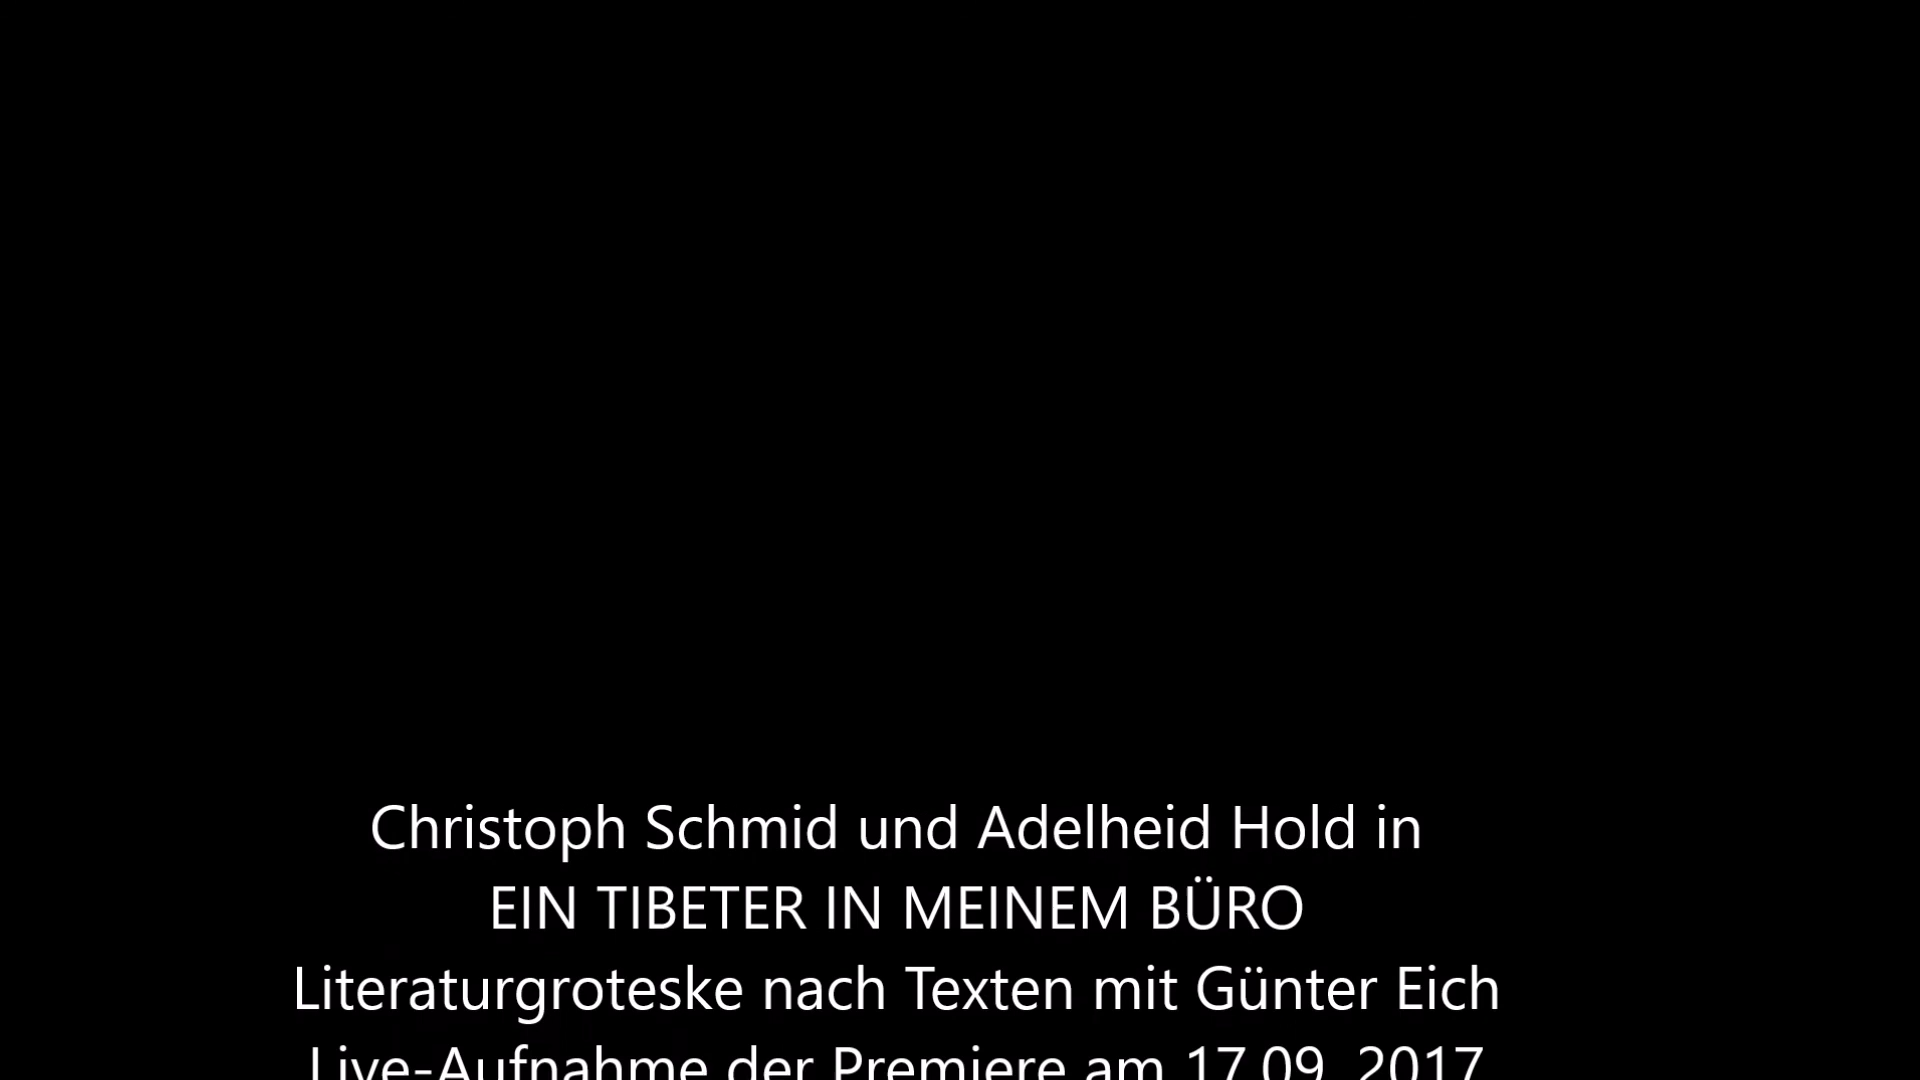 Christoph Schmid und Adelheid Hold in
EIN TIBETER IN MEINEM BÜRO
Literaturgroteske nach Texten mit Günter Eich
Live-Aufnahme der Premiere am 17.09. 2017